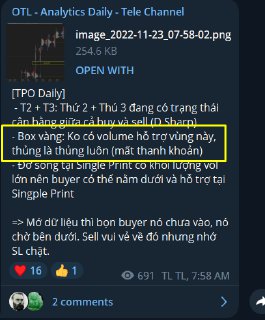 OTL - Analytics Daily - Tele Channel
image_2022-11-23_07-58-02.png
254.6 KB
OPEN WITH
[TPO Daily]
- T2 + T3: Thứ 2 + Thứ 3 đang có trạng thái
cân bằng giữa cả buy và sell (D Sharp)
- Box vàng: Ko có volume hỗ trợ vùng này,
thủng là thủng luôn (mất thanh khoản)
- Đờ sống tại Single Print có khối lượng vol
lớn nên buyer có thể nằm dưới và hỗ trợ tại
Singple Print
=> Mớ dữ liệu thì bọn buyer nó chưa vào, nó
chờ bên dưới. Sell vui vẻ về đó nhưng nhớ
SL chặt.
16
1
691
TL TL, 7:58 AM
2 comments